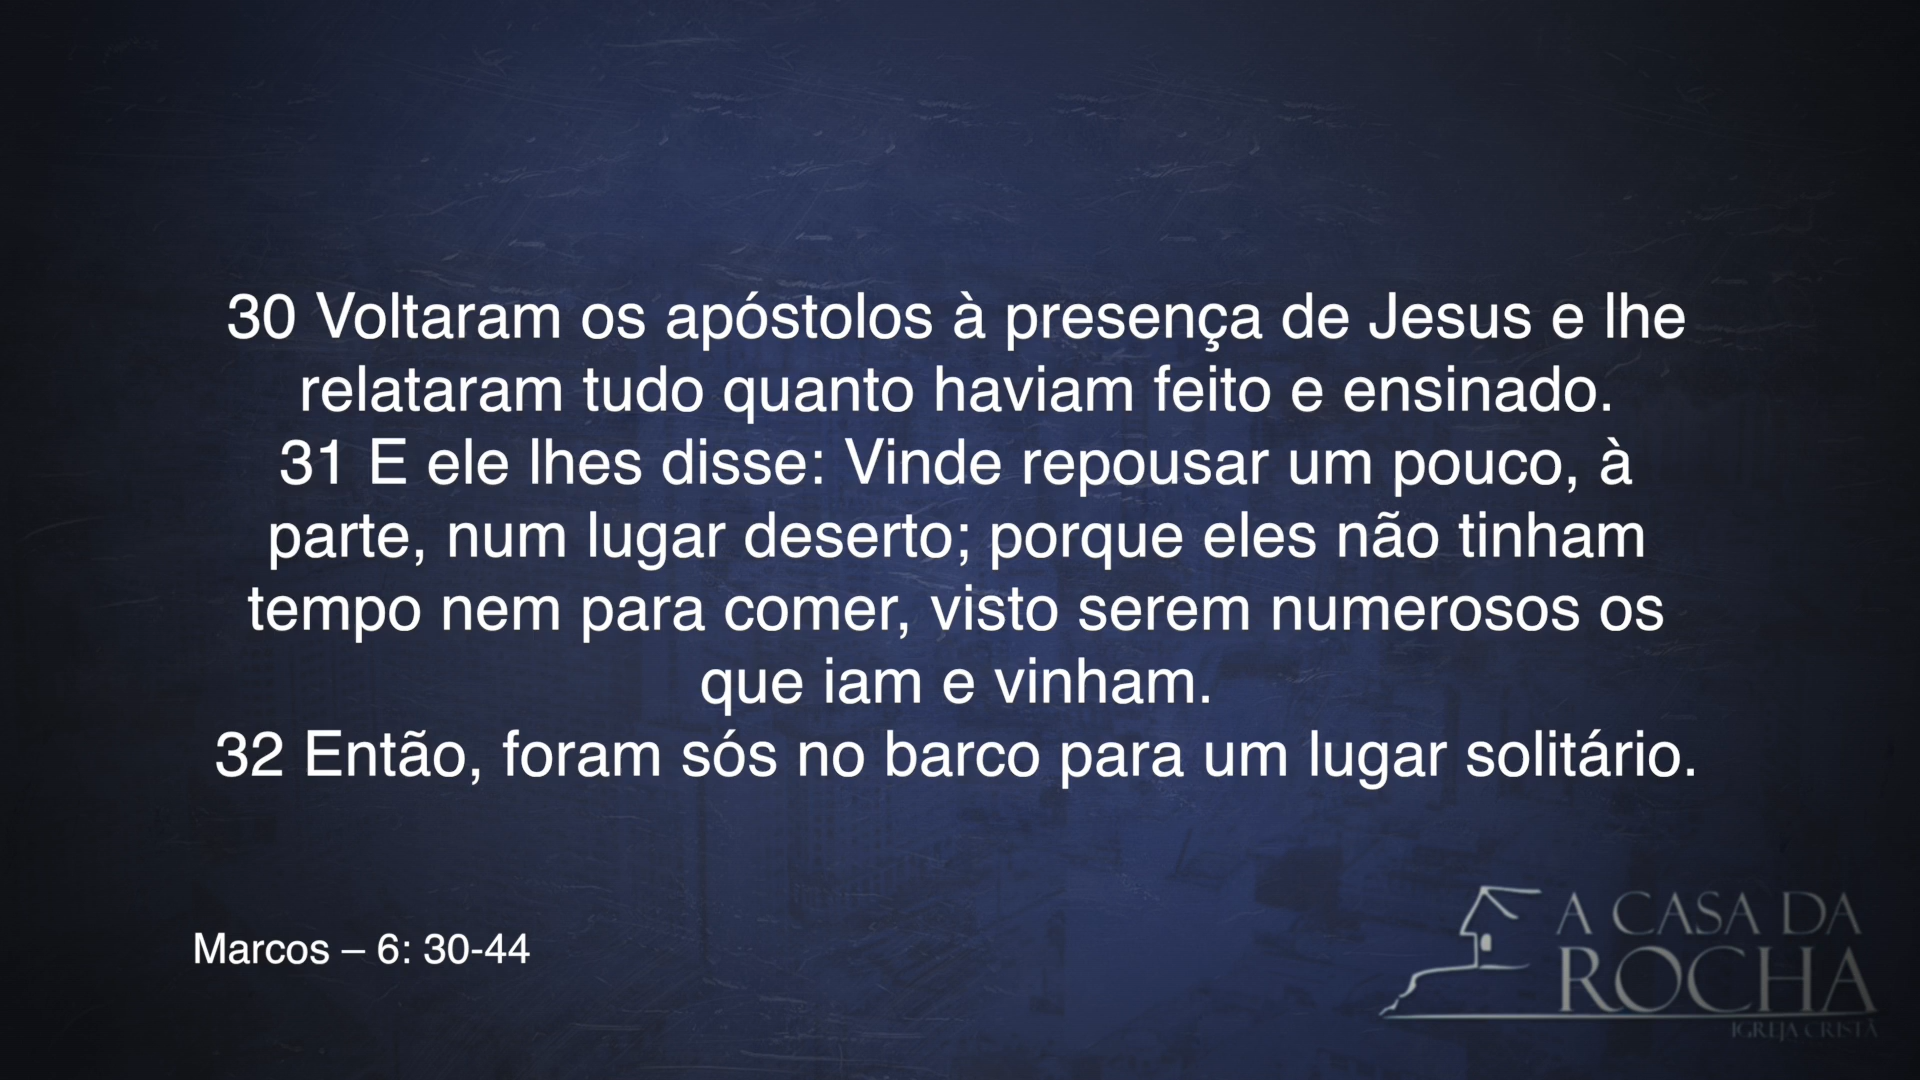 30 Voltaram os apóstolos à presença de Jesus e lhe
relataram tudo quanto haviam feito e ensinado.
31 E ele lhes disse: Vinde repousar um pouco, à
parte, num lugar deserto; porque eles não tinham
tempo nem para comer, visto serem numerosos os
que iam e vinham.
32 Então, foram sós no barco para um lugar solitário.
Marcos – 6: 30-44
A CASA DA
ROCHA
IGREJA CRISTÃ